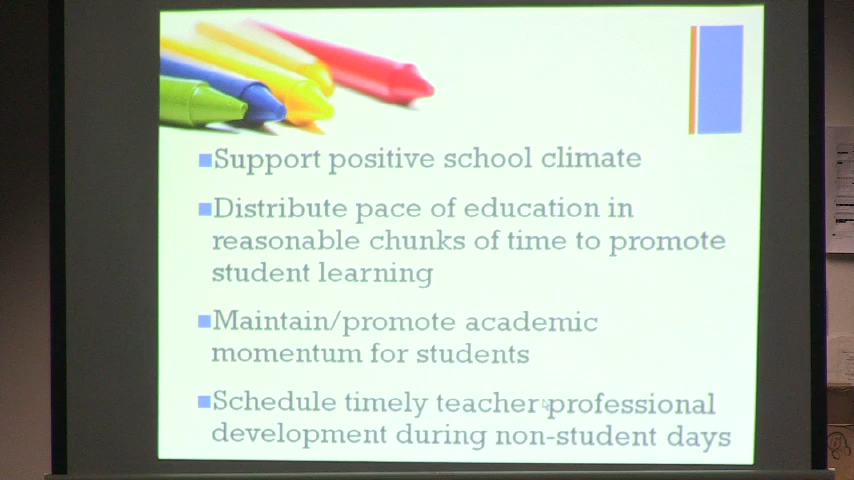 Support positive school climate
Distribute pace of education in
reasonable chunks of time to promote
student learning
Maintain/promote academic
momentum for students
Schedule timely teacher professional
development during non-student days